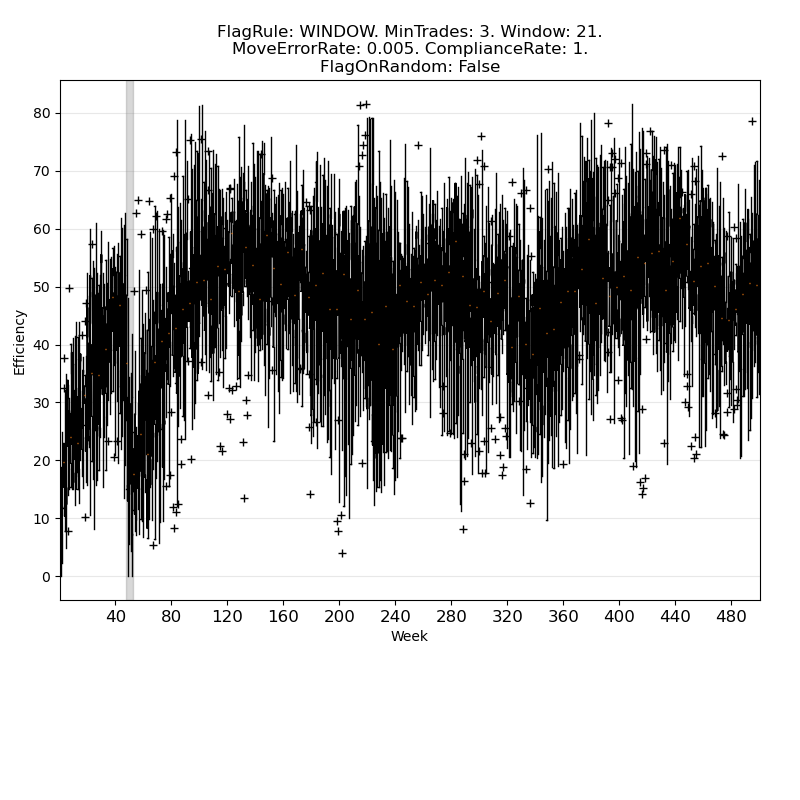 FlagRule: WINDOW. MinTrades: 3. Window: 21.
MoveErrorRate: 0.005. ComplianceRate: 1.
FlagOnRandom: False
80
70
60
50
40
30
20
10
0
Efficiency
40 80 120 160 200 240 280 320 360 400 440 480
Week